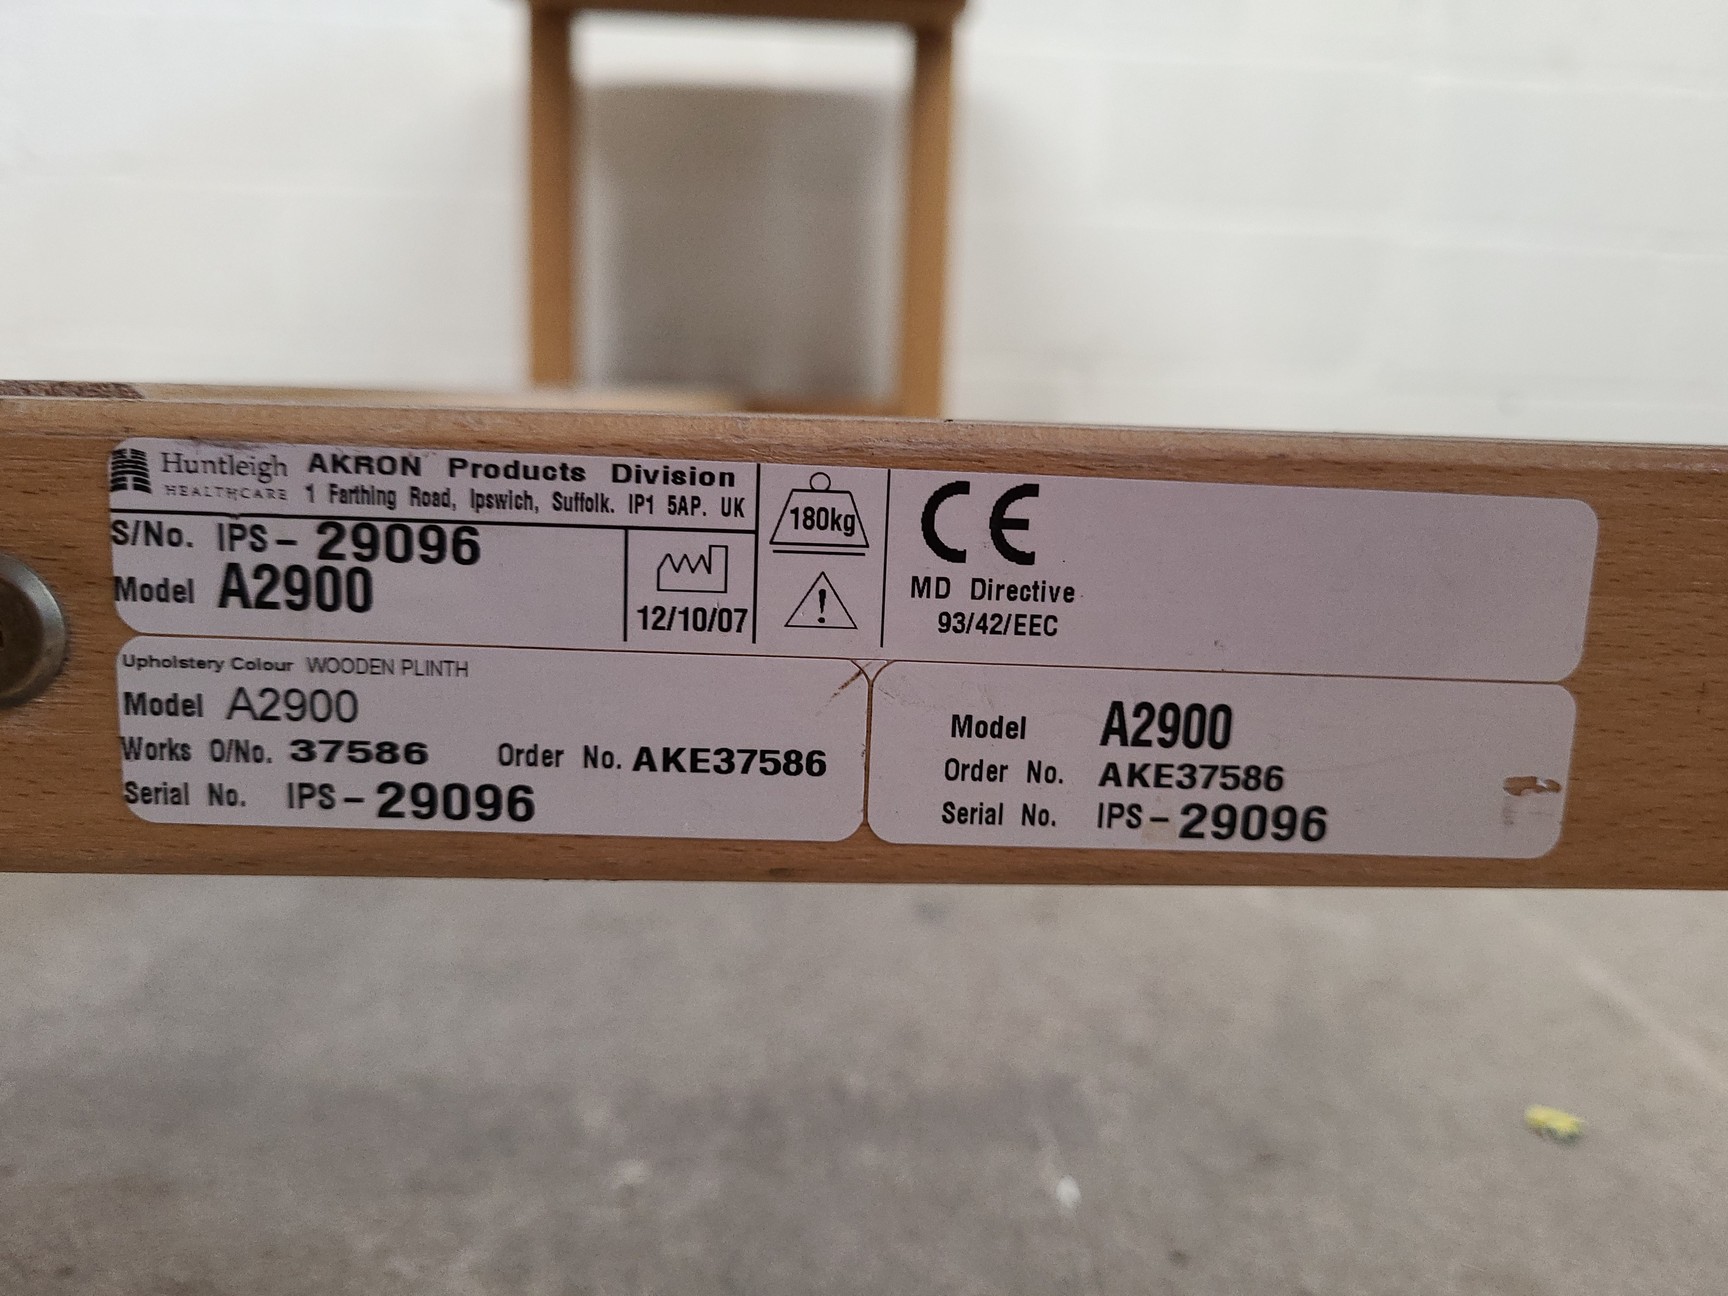 Huntleigh HEALTHCARE AKRON Products Division
1 Farthing Road, Ipswich, Suffolk. IP1 5AP. UK
S/No. IPS- 29096
Model A2900
12/10/07
180kg
!
CE
MD Directive
93/42/EEC
Upholstery Colour WOODEN PLINTH
Model A2900
Works O/No. 37586 Order No. AKE37586
Serial No. IPS-29096
Model A2900
Order No. AKE37586
Serial No. IPS-29096